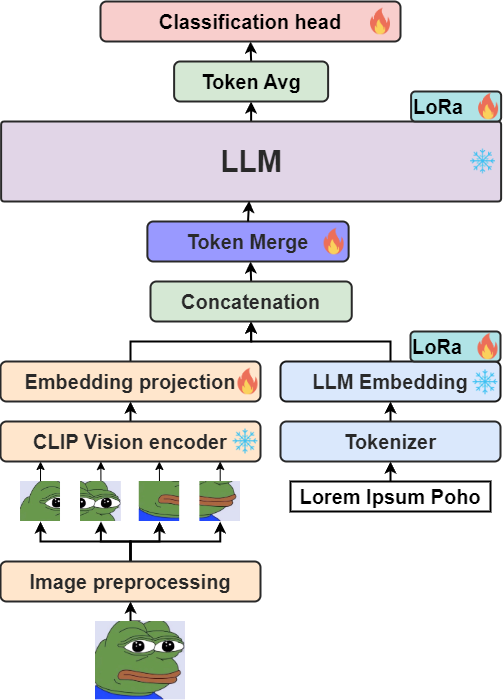 Classification head
Token Avg
LoRa
LLM
Token Merge
Concatenation
LoRa
Embedding projection
LLM Embedding
CLIP Vision encoder
Tokenizer
Lorem Ipsum Poho
Image preprocessing